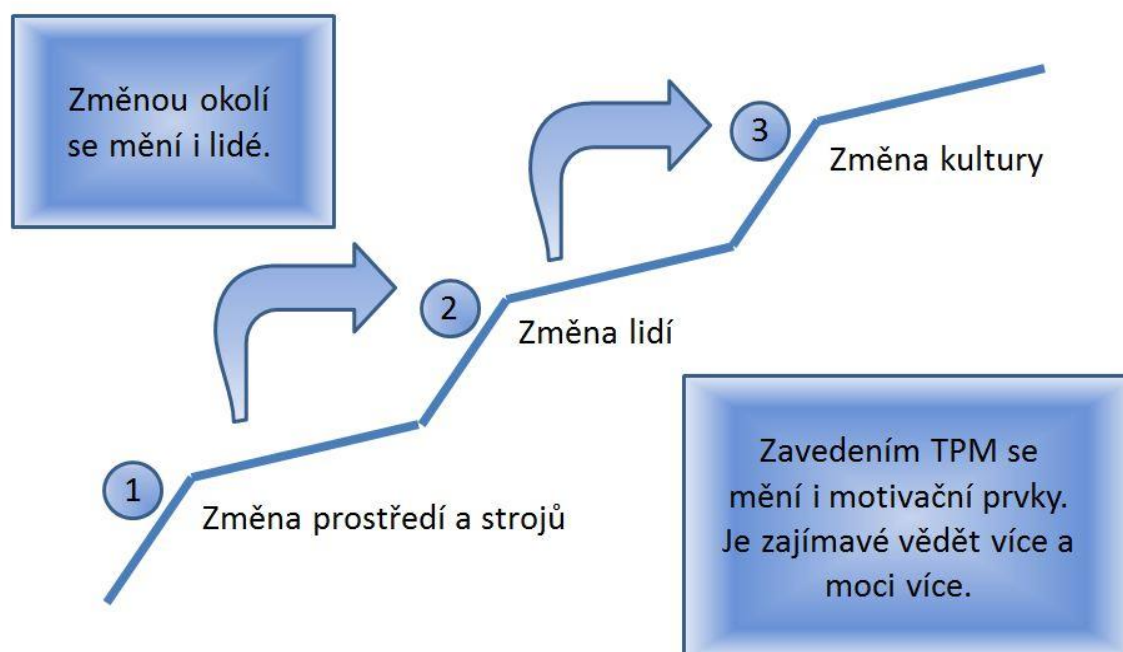 Změnou okolí
se mění i lidé.
3
Změna kultury
2
Změna lidí
1
Změna prostředí a strojů
Zavedením TPM se
mění i motivační prvky.
Je zajímavé vědět více a
moci více.